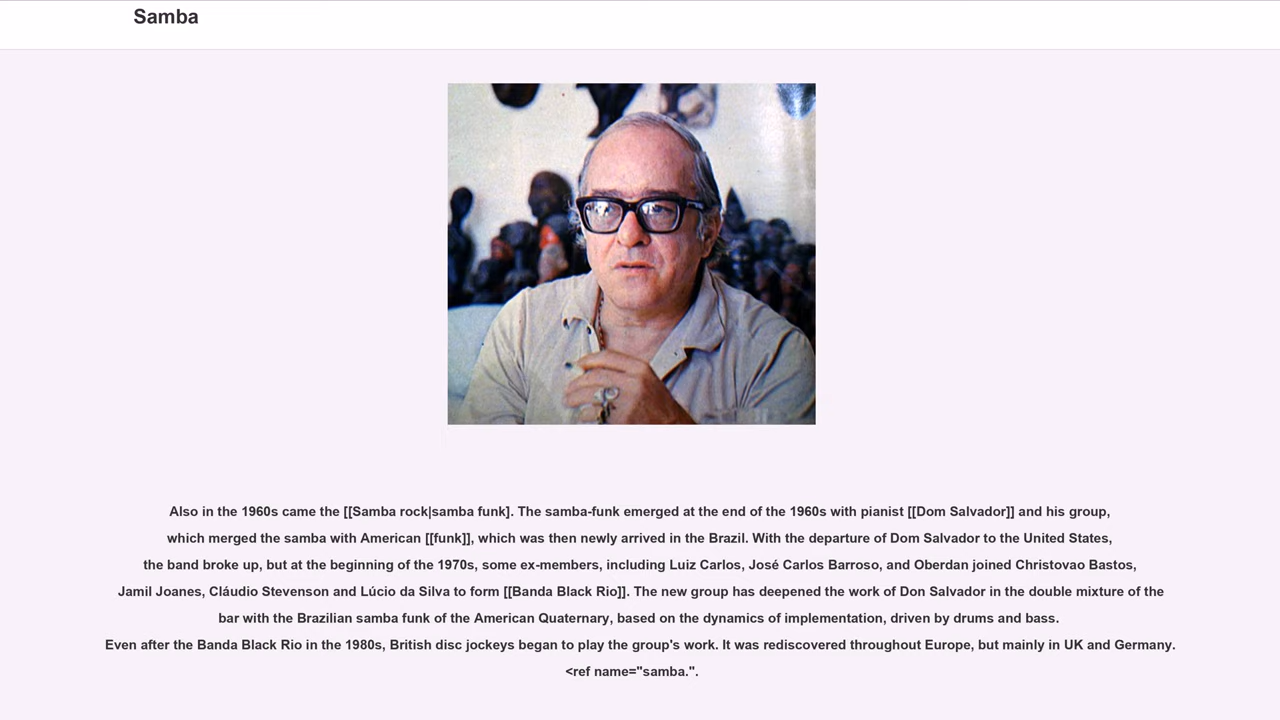 Samba
Also in the 1960s came the [[Samba rock|samba funk]. The samba-funk emerged at the end of the 1960s with pianist [[Dom Salvador]] and his group,
which merged the samba with American [[funk]], which was then newly arrived in the Brazil. With the departure of Dom Salvador to the United States,
the band broke up, but at the beginning of the 1970s, some ex-members, including Luiz Carlos, José Carlos Barroso, and Oberdan joined Christovao Bastos,
Jamil Joanes, Cláudio Stevenson and Lúcio da Silva to form [[Banda Black Rio]]. The new group has deepened the work of Don Salvador in the double mixture of the
bar with the Brazilian samba funk of the American Quaternary, based on the dynamics of implementation, driven by drums and bass.
Even after the Banda Black Rio in the 1980s, British disc jockeys began to play the group's work. It was rediscovered throughout Europe, but mainly in UK and Germany.
<ref name="samba.".